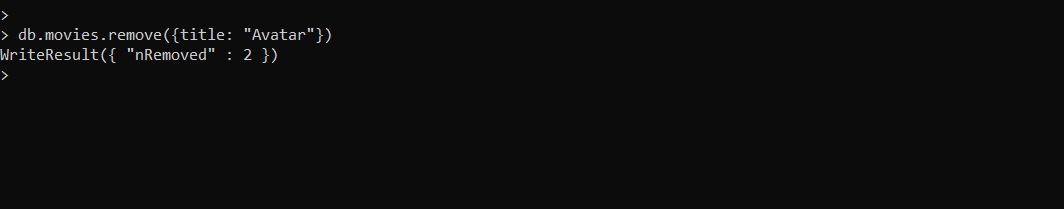 >
> db.movies.remove({title: "Avatar"})
WriteResult({ "nRemoved" : 2 })
>